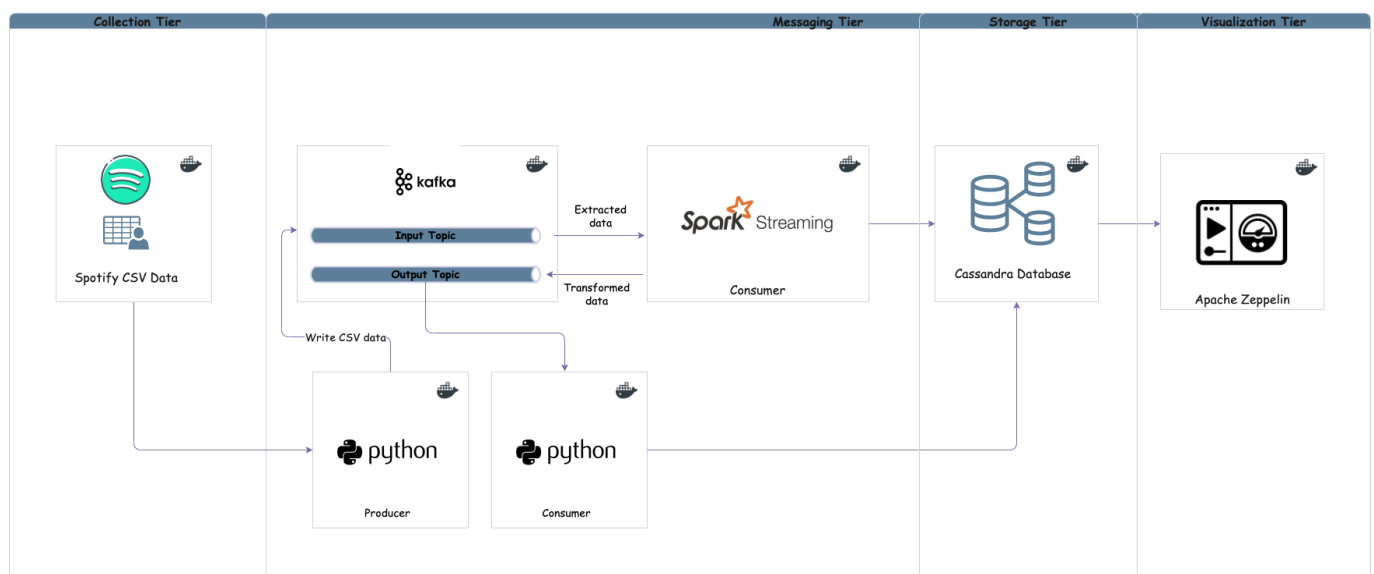 Collection Tier
Messaging Tier
Storage Tier
Visualization Tier
Spotify CSV Data
kafka
Input Topic
Output Topic
Extracted
data
Transformed
data
Spark Streaming
Consumer
Cassandra Database
Apache Zeppelin
Write CSV data
python
Producer
python
Consumer